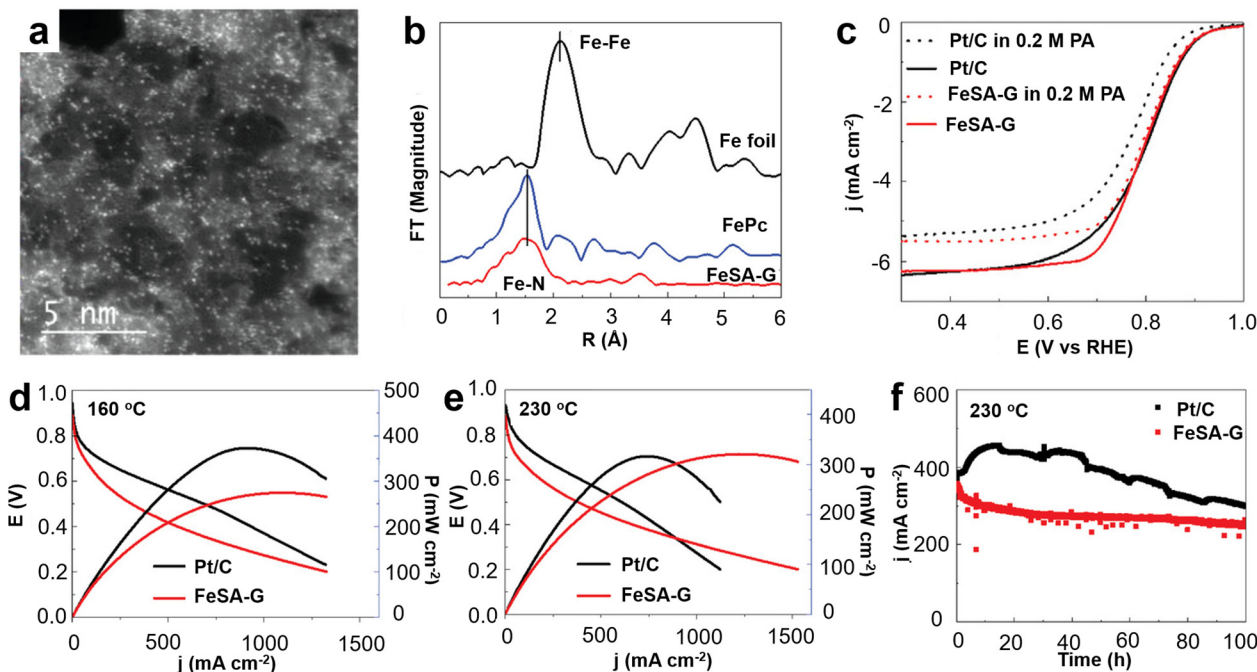 a
5 nm
b
Fe-Fe
Fe foil
FePc
FeSA-G
Fe-N
FT (Magnitude)
0 1 2 3 4 5 6
R (Å)
c
Pt/C in 0.2 M PA
Pt/C
FeSA-G in 0.2 M PA
FeSA-G
j (mA cm⁻²)
0
-2
-4
-6
0.4 0.6 0.8 1.0
E (V vs RHE)
d
160 °C
E (V)
1.0
0.8
0.6
0.4
0.2
0.0
500
400
300
200
100
0
P (mW cm⁻²)
Pt/C
FeSA-G
0 500 1000 1500
j (mA cm⁻²)
e
230 °C
E (V)
1.0
0.8
0.6
0.4
0.2
0.0
400
300
200
100
0
P (mW cm⁻²)
Pt/C
FeSA-G
0 500 1000 1500
j (mA cm⁻²)
f
230 °C
Pt/C
FeSA-G
j (mA cm⁻²)
600
400
200
0
0 20 40 60 80 100
Time (h)